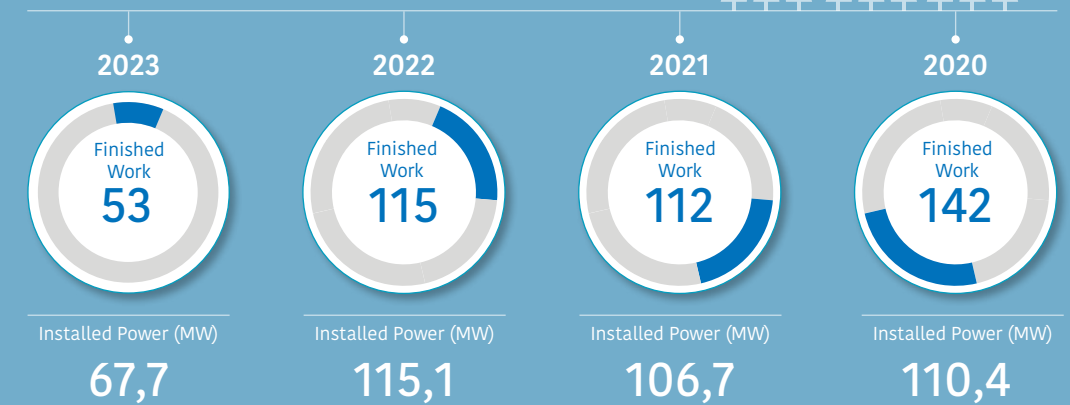 2023
Finished
Work
53
Installed Power (MW)
67,7
2022
Finished
Work
115
Installed Power (MW)
115,1
2021
Finished
Work
112
Installed Power (MW)
106,7
2020
Finished
Work
142
Installed Power (MW)
110,4